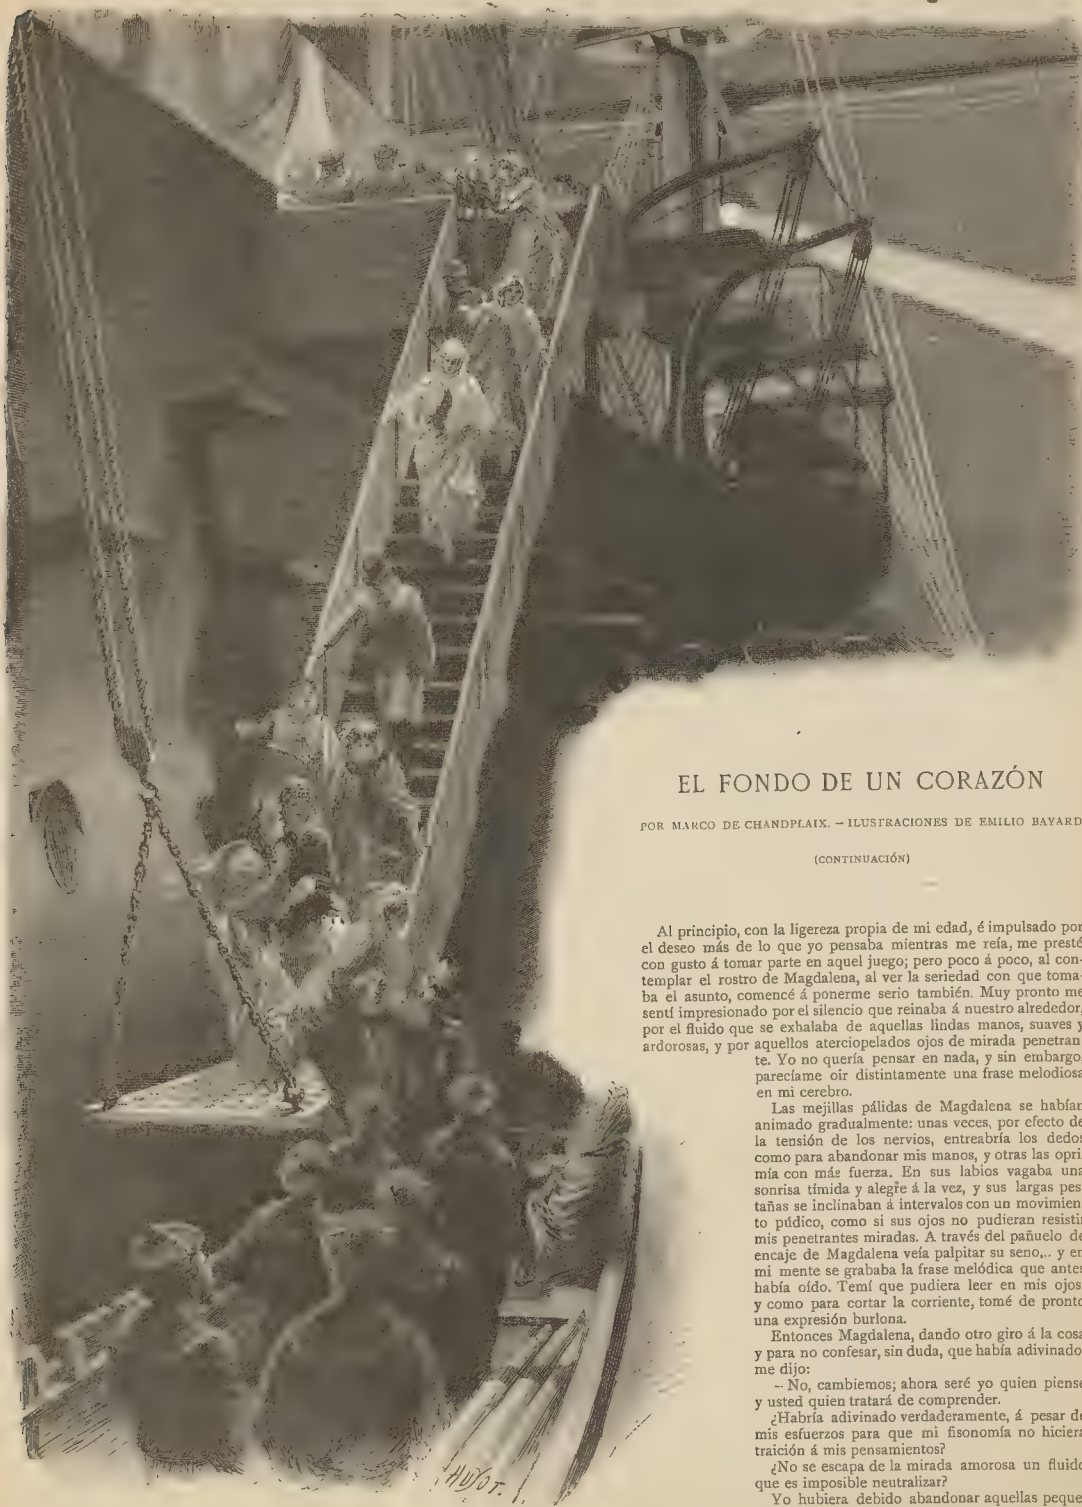 EL FONDO DE UN CORAZÓN
POR MARCO DE CHANDPLAIX. – ILUSTRACIONES DE EMILIO BAYARD
(CONTINUACIÓN)
Al principio, con la ligereza propia de mi edad, é impulsado por
el deseo más de lo que yo pensaba mientras me reía, me presté
con gusto á tomar parte en aquel juego; pero poco á poco, al con-
templar el rostro de Magdalena, al ver la seriedad con que toma-
ba el asunto, comencé á ponerme serio también. Muy pronto me
sentí impresionado por el silencio que reinaba á nuestro alrededor,
por el fluido que se exhalaba de aquellas lindas manos, suaves y
ardorosas, y por aquellos aterciopelados ojos de mirada penetran
te. Yo no quería pensar en nada, y sin embargo,
parecíame oir distintamente una frase melodiosa
en mi cerebro.
Las mejillas pálidas de Magdalena se habían
animado gradualmente: unas veces, por efecto de
la tensión de los nervios, entreabría los dedos
como para abandonar mis manos, y otras las opri
mía con más fuerza. En sus labios vagaba una
sonrisa tímida y alegre á la vez, y sus largas pes
tañas se inclinaban á intervalos con un movimien
to púdico, como si sus ojos no pudieran resistir
mis penetrantes miradas. A través del pañuelo de
encaje de Magdalena veía palpitar su seno... y en
mi mente se grababa la frase melódica que antes
había oído. Temí que pudiera leer en mis ojos,
y como para cortar la corriente, tomé de pronto
una expresión burlona.
Entonces Magdalena, dando otro giro á la cosa
y para no confesar, sin duda, que había adivinado,
me dijo:
– No, cambiemos; ahora seré yo quien piense
y usted quien tratará de comprender.
¿Habría adivinado verdaderamente, á pesar de
mis esfuerzos para que mi fisonomía no hiciera
traición á mis pensamientos?
¿No se escapa de la mirada amorosa un fluido
que es imposible neutralizar?
Yo hubiera debido abandonar aquellas peque
HUYOT.